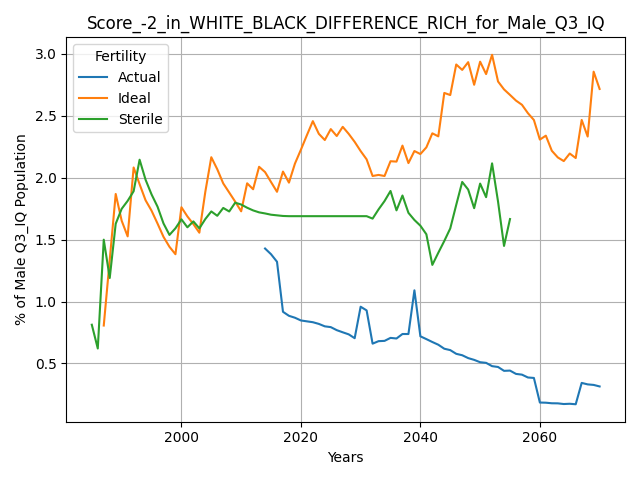 Score_-2_in_WHITE_BLACK_DIFFERENCE_RICH_for_Male_Q3_IQ
Fertility
Actual
Ideal
Sterile
% of Male Q3_IQ Population
3.0
2.5
2.0
1.5
1.0
0.5
2000
2020
2040
2060
Years